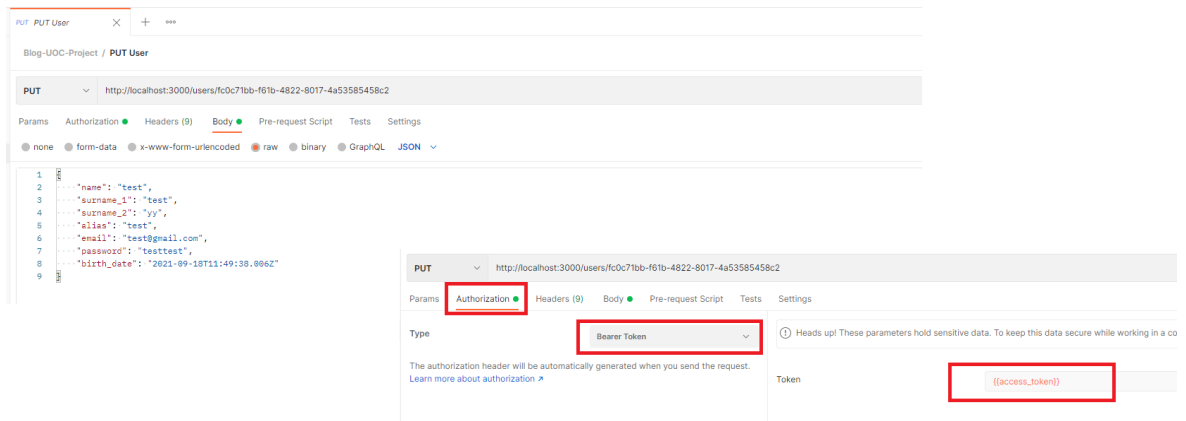 PUT PUT User
Blog-UOC-Project / PUT User
PUT http://localhost:3000/users/fc0c71bb-f61b-4822-8017-4a53585458c2
Params Authorization Headers (9) Body Pre-request Script Tests Settings
none form-data x-www-form-urlencoded raw binary GraphQL JSON
1 {
2 "name": "test",
3 "surname_1": "test",
4 "surname_2": "yy",
5 "alias": "test",
6 "email": "test@gmail.com",
7 "password": "testtest",
8 "birth_date": "2021-09-18T11:49:38.006Z"
9 }
PUT http://localhost:3000/users/fc0c71bb-f61b-4822-8017-4a53585458c2
Params Authorization Headers (9) Body Pre-request Script Tests Settings
Type Bearer Token
The authorization header will be automatically generated when you send the request.
Learn more about authorization
Heads up! These parameters hold sensitive data. To keep this data secure while working in a co
Token {{access_token}}